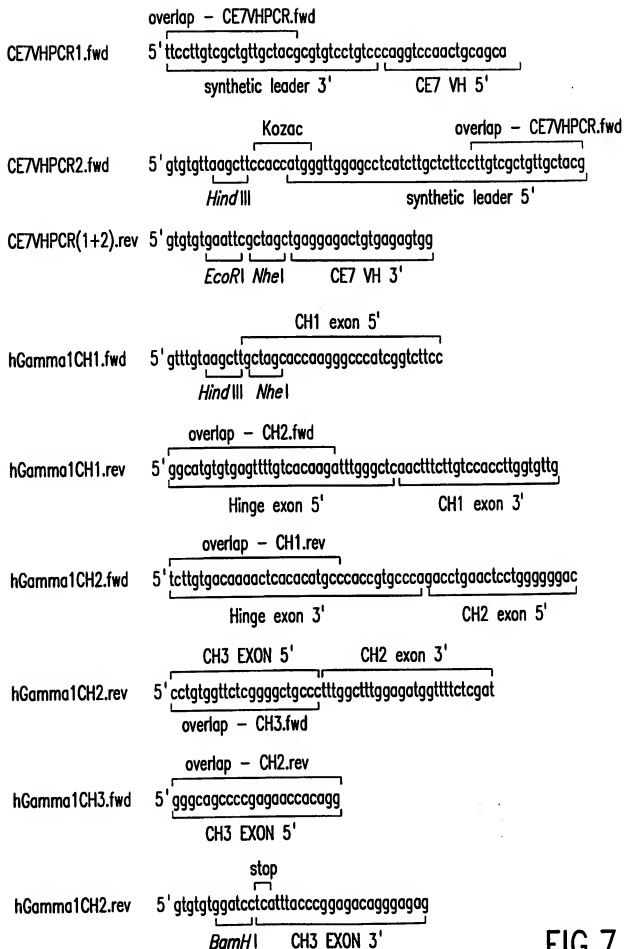 overlap – CE7VHPCR.fwd
CE7VHPCR1.fwd 5' ttccttgtcgctgttgctacgcgtgtcctgtcccaggtccaactgcagca
synthetic leader 3' CE7 VH 5'
Kozac overlap – CE7VHPCR.fwd
CE7VHPCR2.fwd 5' gtgtgttaagcttccaccatgggttggagcctcatcttgctcttccttgtcgctgttgctacg
HindIII synthetic leader 5'
CE7VHPCR(1+2).rev 5' gtgtgtgaattcgctagctgaggagactgtgagagtgg
EcoRI NheI CE7 VH 3'
CH1 exon 5'
hGamma1CH1.fwd 5' gtttgtaagcttgctagcaccaagggcccatcggtcttcc
HindIII NheI
overlap – CH2.fwd
hGamma1CH1.rev 5' ggcatgtgtgagttttgtcacaagatttgggctcaactttcttgtccaccttggtgttg
Hinge exon 5' CH1 exon 3'
overlap – CH1.rev
hGamma1CH2.fwd 5' tcttgtgacaaaactcacacatgcccaccgtgcccagacctgaactcctggggggac
Hinge exon 3' CH2 exon 5'
CH3 EXON 5' CH2 exon 3'
hGamma1CH2.rev 5' cctgtggttctcggggctgccctttggctttggagatggttttctcgat
overlap – CH3.fwd
overlap – CH2.rev
hGamma1CH3.fwd 5' gggcagccccgagaaccacagg
CH3 EXON 5'
stop
hGamma1CH2.rev 5' gtgtgtggatcctcatttacccggagacagggagag
BamHI CH3 EXON 3'
FIG.7